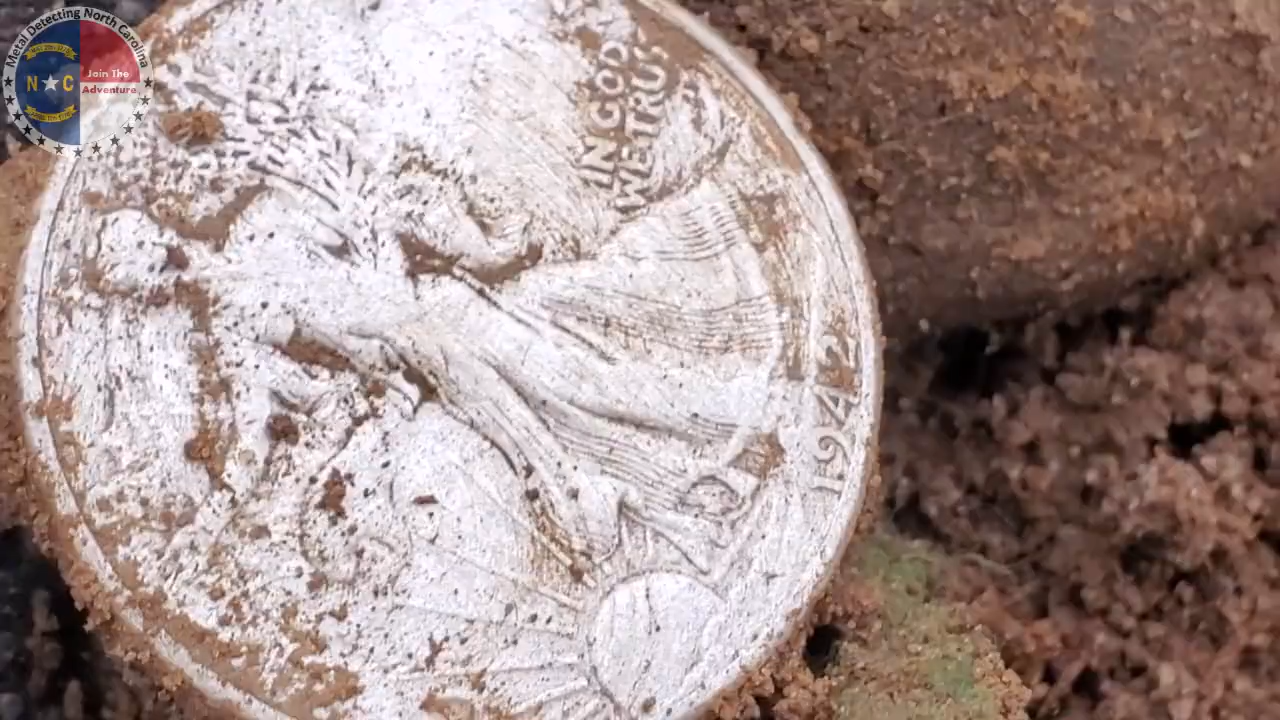 Metal Detecting North Carolina
N C
Join The
Adventure
IN GOD
WE TRUST
1942